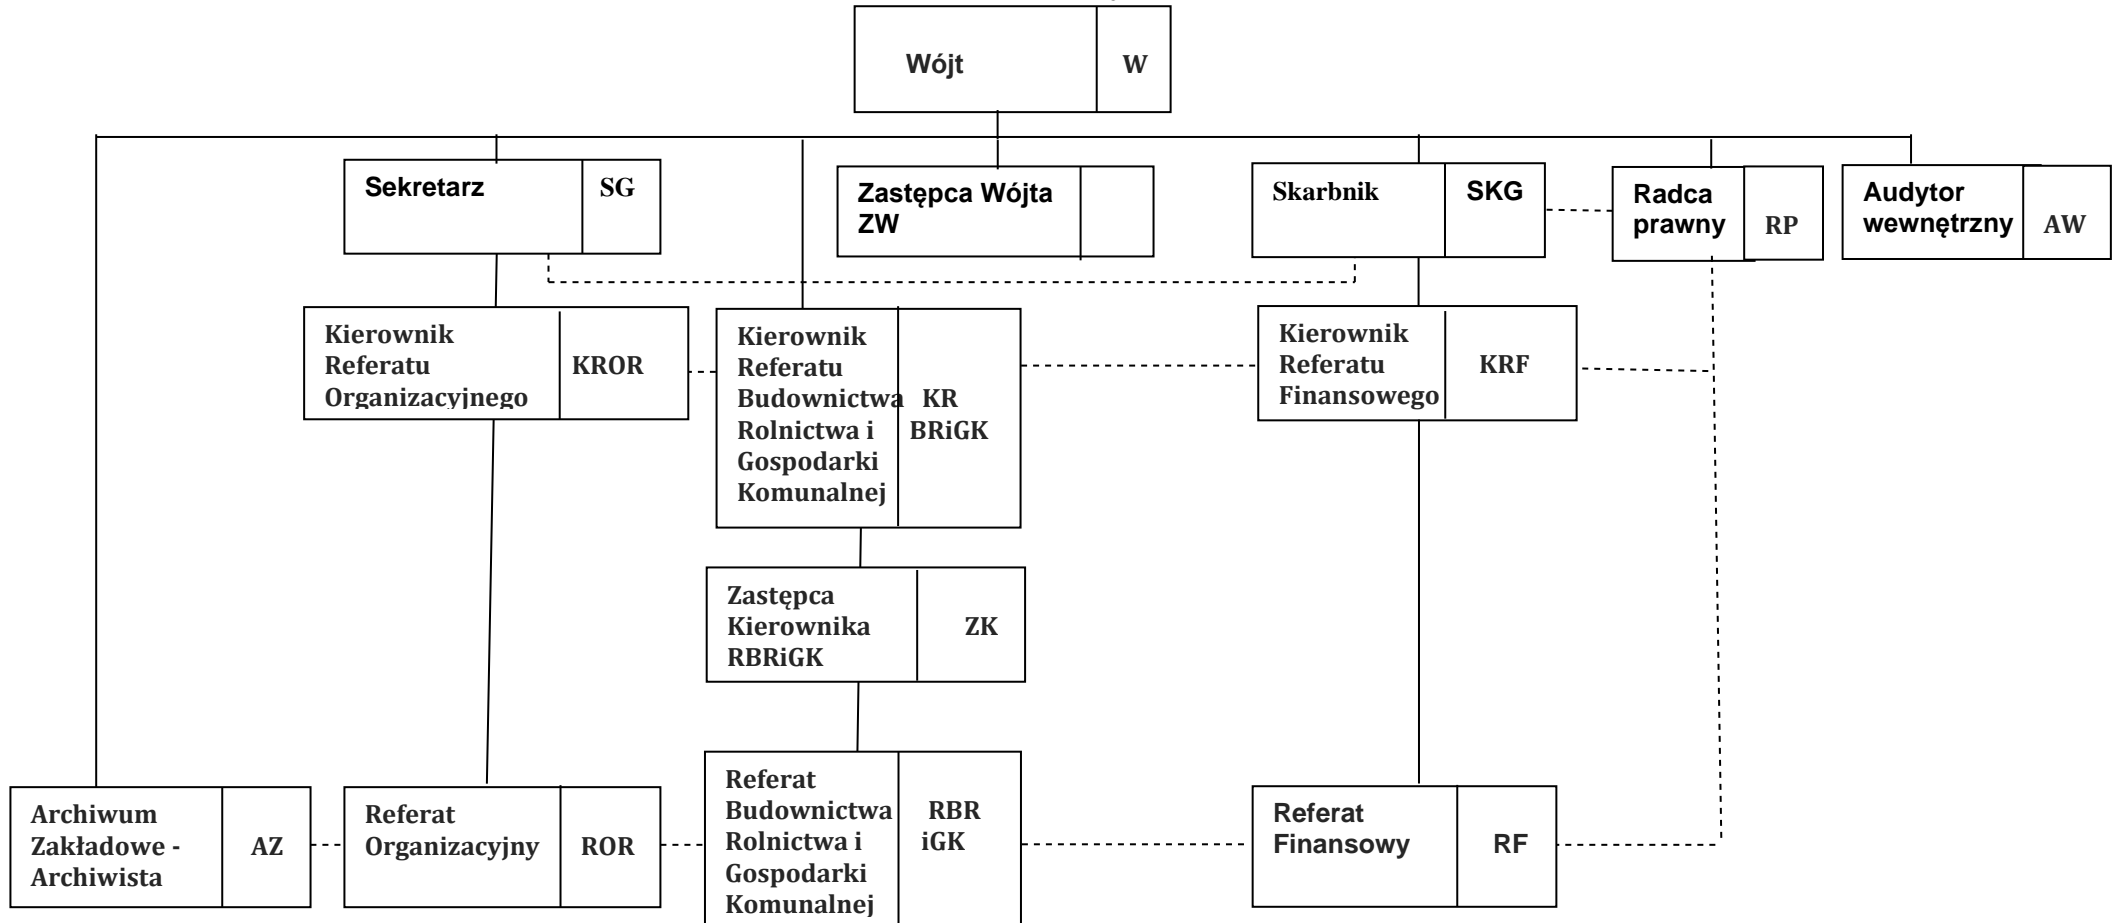 Wójt W
Sekretarz SG
Zastępca Wójta
ZW
Skarbnik SKG
Radca
prawny RP
Audytor
wewnętrzny AW
Kierownik
Referatu KROR
Organizacyjnego
Kierownik
Referatu
Budownictwa KR
Rolnictwa i BRiGK
Gospodarki
Komunalnej
Kierownik
Referatu KRF
Finansowego
Zastępca
Kierownika ZK
RBRiGK
Archiwum
Zakładowe - AZ
Archiwista
Referat
Organizacyjny ROR
Referat
Budownictwa RBR
Rolnictwa i iGK
Gospodarki
Komunalnej
Referat
Finansowy RF